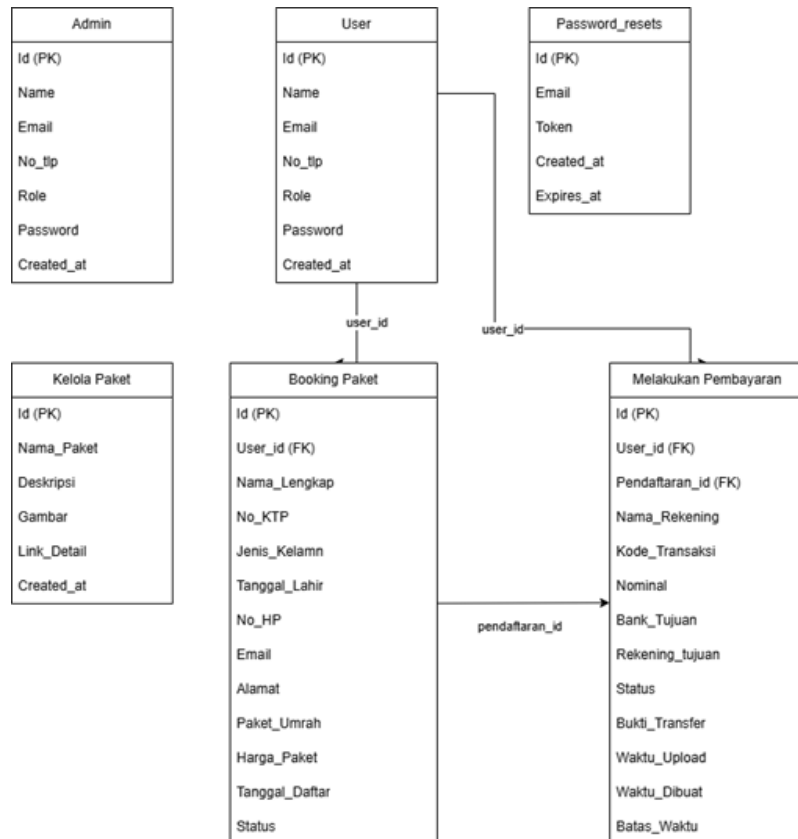 Admin
Id (PK)
Name
Email
No_tlp
Role
Password
Created_at
User
Id (PK)
Name
Email
No_tlp
Role
Password
Created_at
Password_resets
Id (PK)
Email
Token
Created_at
Expires_at
user_id
user_id
Kelola Paket
Id (PK)
Nama_Paket
Deskripsi
Gambar
Link_Detail
Created_at
Booking Paket
Id (PK)
User_id (FK)
Nama_Lengkap
No_KTP
Jenis_Kelamn
Tanggal_Lahir
No_HP
Email
Alamat
Paket_Umrah
Harga_Paket
Tanggal_Daftar
Status
pendaftaran_id
Melakukan Pembayaran
Id (PK)
User_id (FK)
Pendaftaran_id (FK)
Nama_Rekening
Kode_Transaksi
Nominal
Bank_Tujuan
Rekening_tujuan
Status
Bukti_Transfer
Waktu_Upload
Waktu_Dibuat
Batas_Waktu